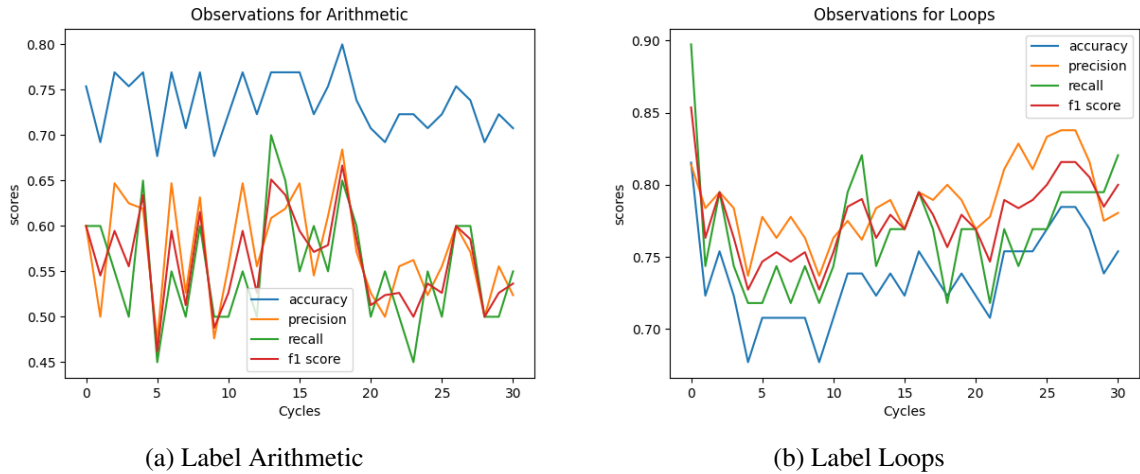 Observations for Arithmetic
0.80
0.75
0.70
0.65
0.60
0.55
0.50
0.45
scores
accuracy
precision
recall
f1 score
0
5
10
15
20
25
30
Cycles
(a) Label Arithmetic
Observations for Loops
0.90
0.85
0.80
0.75
0.70
scores
accuracy
precision
recall
f1 score
0
5
10
15
20
25
30
Cycles
(b) Label Loops